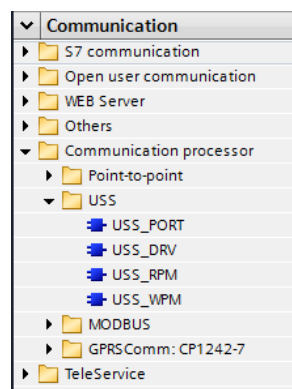 Communication
S7 communication
Open user communication
WEB Server
Others
Communication processor
Point-to-point
USS
USS_PORT
USS_DRV
USS_RPM
USS_WPM
MODBUS
GPRSComm: CP1242-7
TeleService